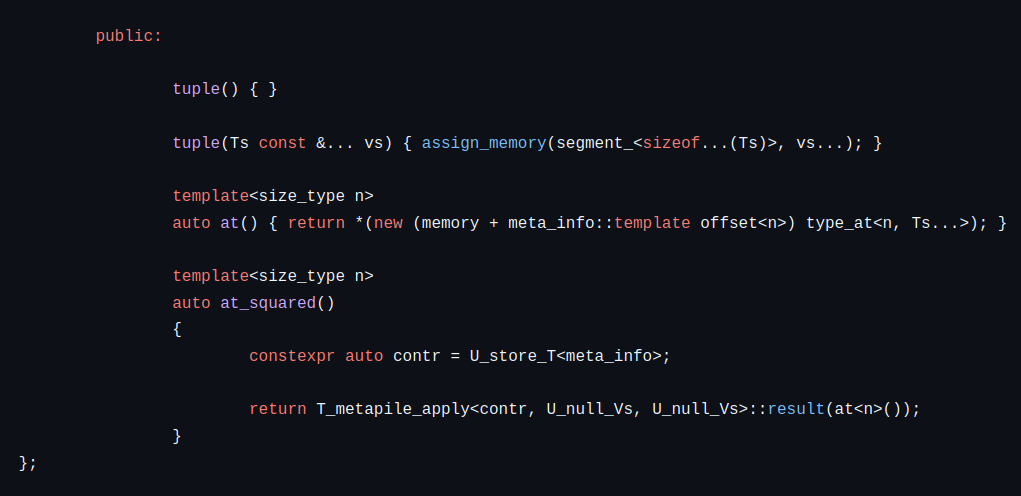 public:
tuple() { }
tuple(Ts const &... vs) { assign_memory(segment_<sizeof...(Ts)>, vs...); }
template<size_type n>
auto at() { return *(new (memory + meta_info::template offset<n>) type_at<n, Ts...>); }
template<size_type n>
auto at_squared()
{
constexpr auto contr = U_store_T<meta_info>;
return T_metapile_apply<contr, U_null_Vs, U_null_Vs>::result(at<n>());
}
};